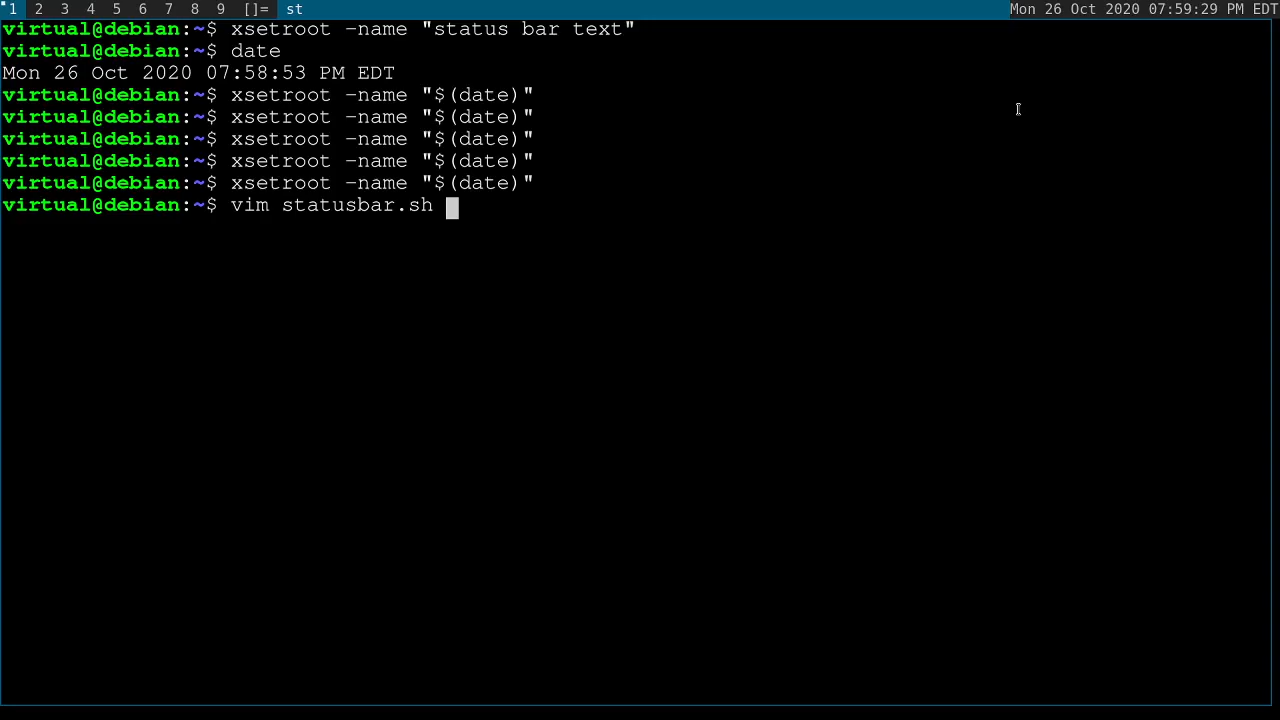 1 2 3 4 5 6 7 8 9 []= st Mon 26 Oct 2020 07:59:29 PM EDT
virtual@debian:~$ xsetroot -name "status bar text"
virtual@debian:~$ date
Mon 26 Oct 2020 07:58:53 PM EDT
virtual@debian:~$ xsetroot -name "$(date)"
virtual@debian:~$ xsetroot -name "$(date)"
virtual@debian:~$ xsetroot -name "$(date)"
virtual@debian:~$ xsetroot -name "$(date)"
virtual@debian:~$ xsetroot -name "$(date)"
virtual@debian:~$ vim statusbar.sh